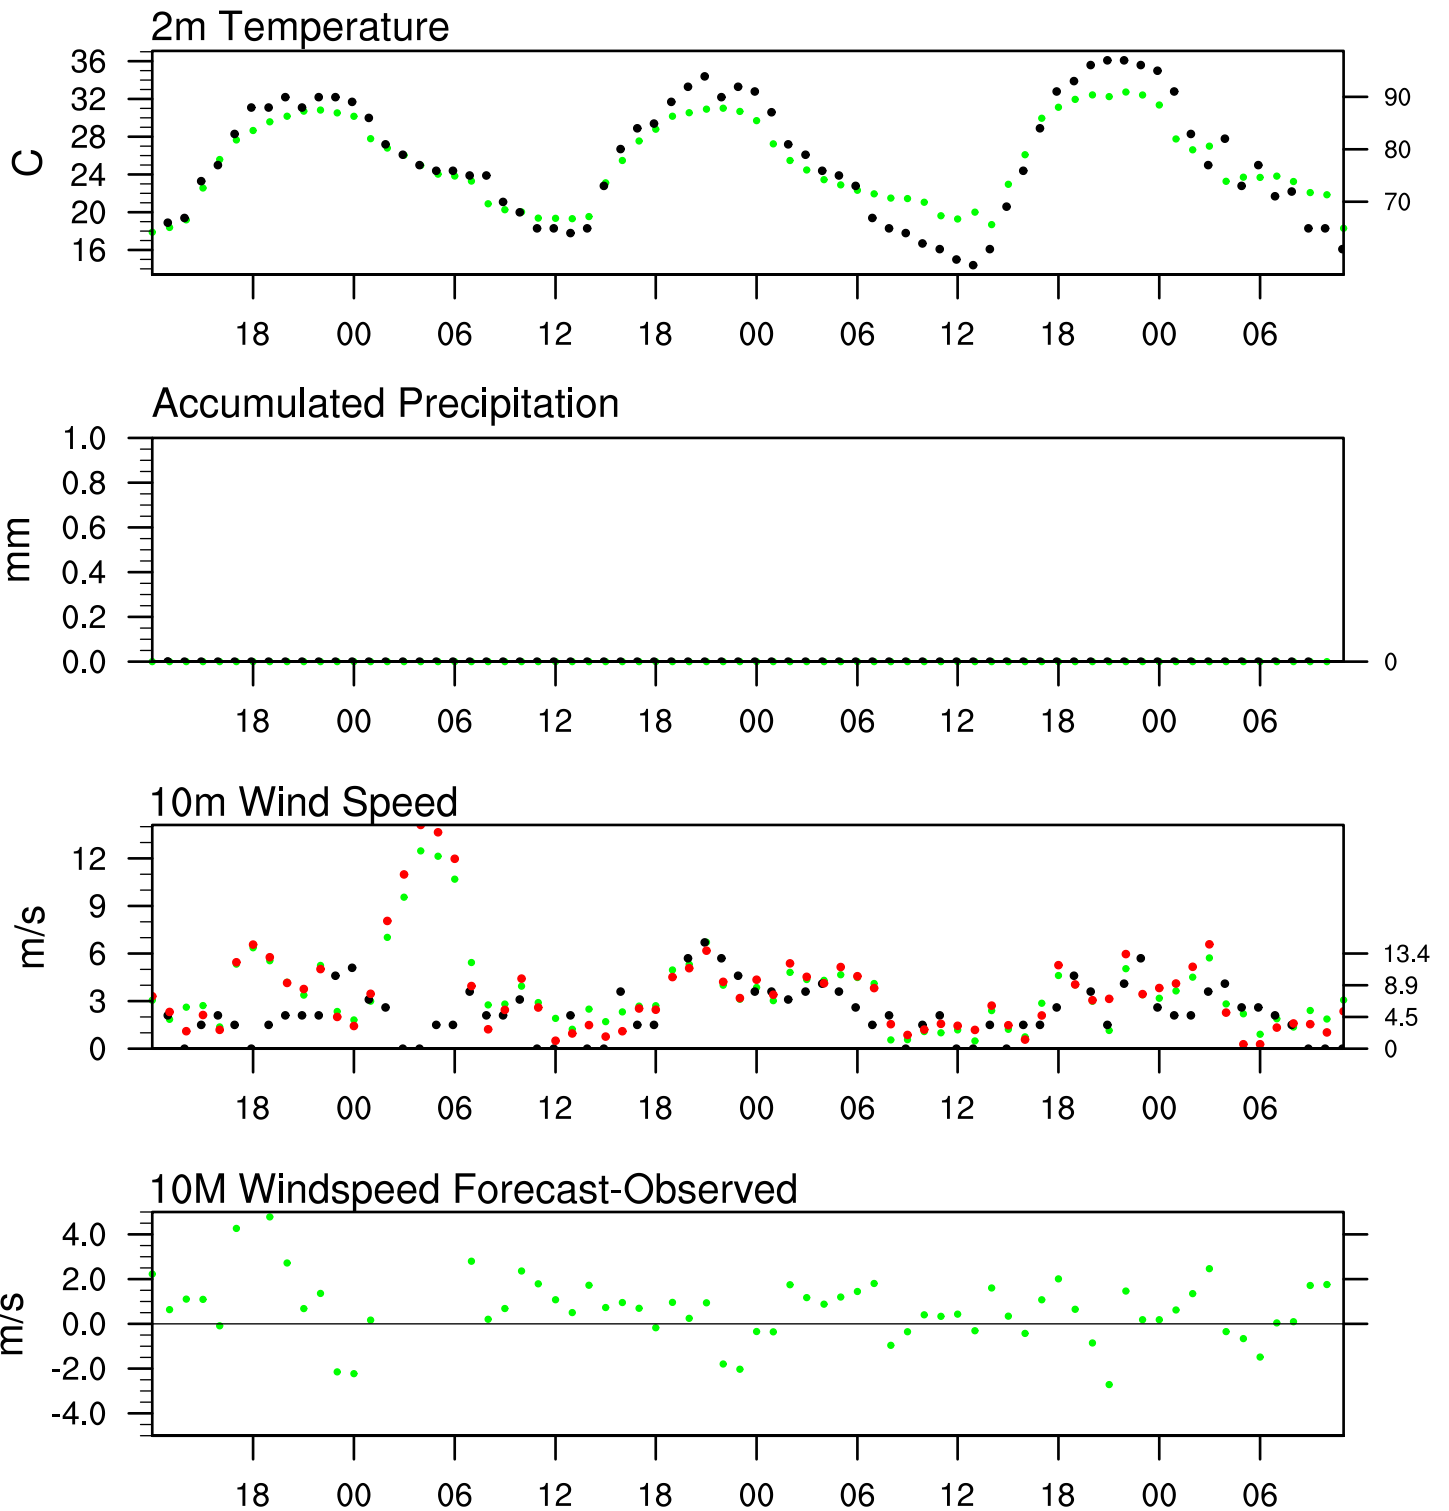 2m Temperature
36
32
28
24
20
16
C
90
80
70
18 00 06 12 18 00 06 12 18 00 06
Accumulated Precipitation
1.0
0.8
0.6
0.4
0.2
0.0
mm
0
18 00 06 12 18 00 06 12 18 00 06
10m Wind Speed
12
9
6
3
0
m/s
13.4
8.9
4.5
0
18 00 06 12 18 00 06 12 18 00 06
10M Windspeed Forecast-Observed
4.0
2.0
0.0
-2.0
-4.0
m/s
18 00 06 12 18 00 06 12 18 00 06